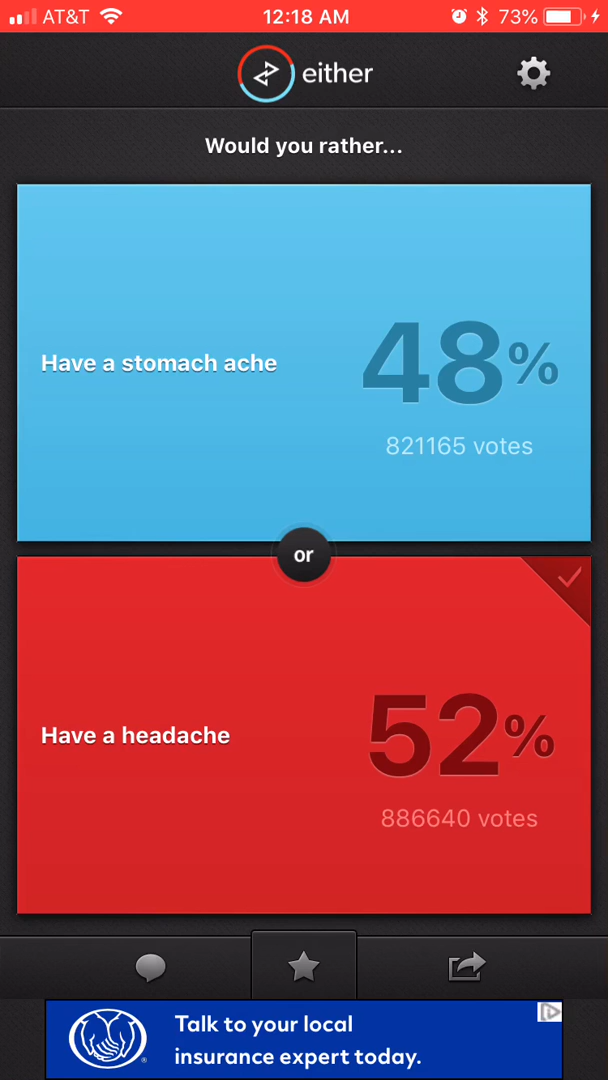 AT&T 12:18 AM 73%
either
Would you rather...
Have a stomach ache
48%
821165 votes
or
Have a headache
52%
886640 votes
Talk to your local
insurance expert today.